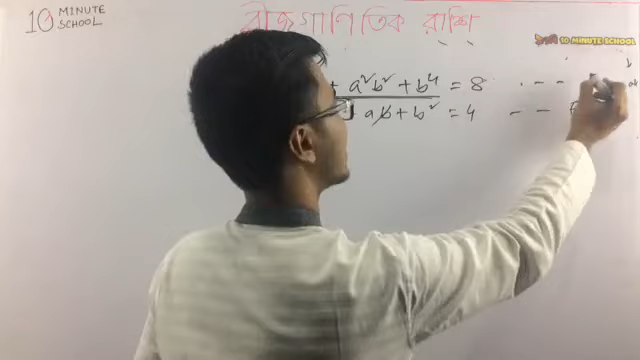 10 MINUTE SCHOOL
বীজগাণিতিক রাশি
10 MINUTE SCHOOL
+ a²b² + b⁴ = 8 - - -
ab + b² = 4 - -